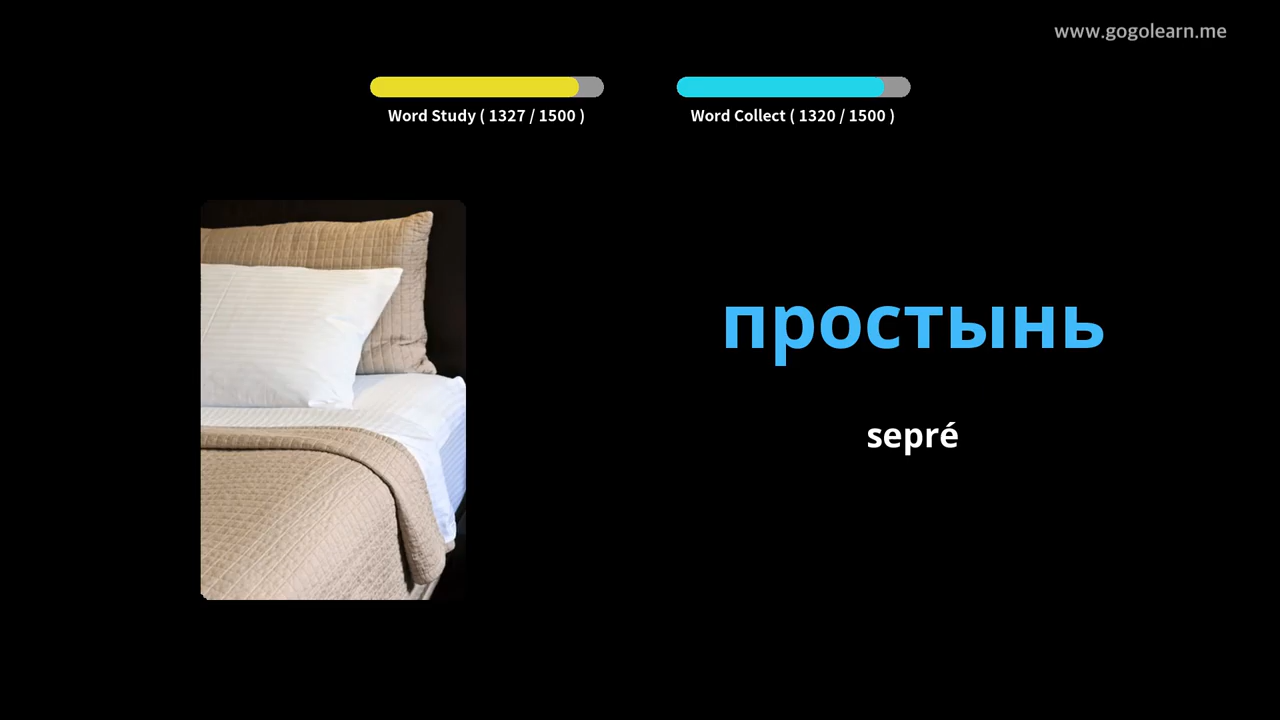 www.gogolearn.me
Word Study ( 1327 / 1500 )
Word Collect ( 1320 / 1500 )
простынь
sepré